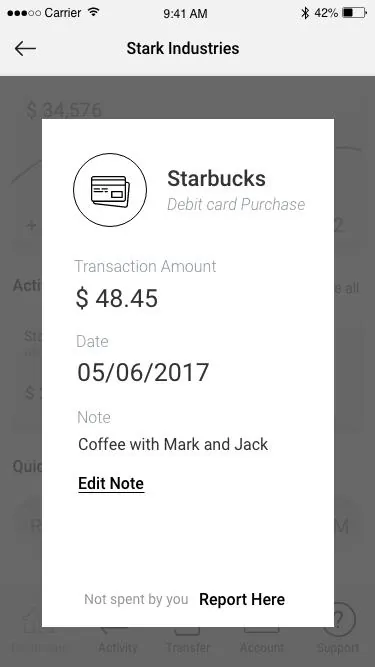 Carrier 9:41 AM 42%
Stark Industries
$ 34,576
Starbucks
Debit card Purchase
Transaction Amount
$ 48.45
Date
05/06/2017
Note
Coffee with Mark and Jack
Edit Note
Not spent by you Report Here
Activity Transfer Account Support